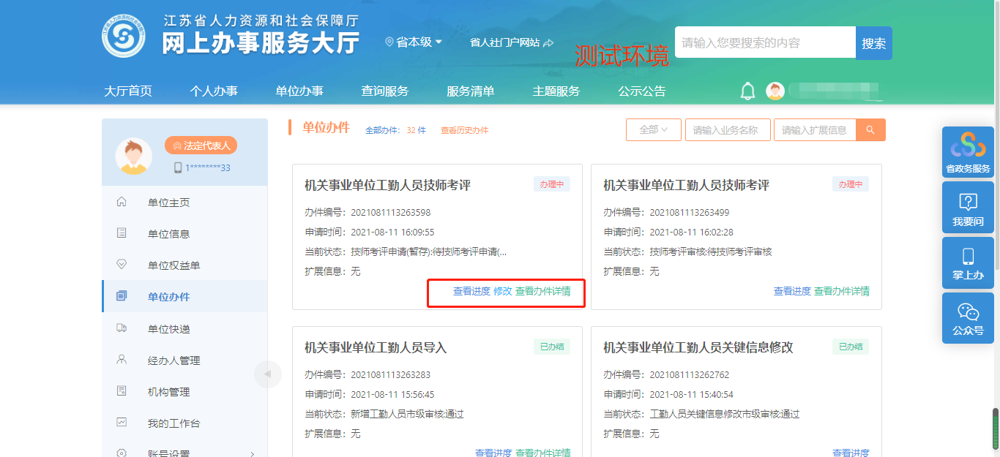 江苏省人力资源和社会保障厅
网上办事服务大厅
省本级
省人社门户网站
测试环境
请输入您要搜索的内容
搜索
大厅首页
个人办事
单位办事
查询服务
服务清单
主题服务
公示公告
法定代表人
1********33
单位主页
单位信息
单位权益单
单位办件
单位快递
经办人管理
机构管理
我的工作台
账号设置
单位办件
全部办件: 32 件
查看历史办件
全部
请输入业务名称
请输入扩展信息
机关事业单位工勤人员技师考评
办理中
办件编号: 2021081113263598
申请时间: 2021-08-11 16:09:55
当前状态: 技师考评申请(暂存);待技师考评申请(...
扩展信息: 无
查看进度 修改 查看办件详情
机关事业单位工勤人员技师考评
办理中
办件编号: 2021081113263499
申请时间: 2021-08-11 16:02:28
当前状态: 技师考评审核;待技师考评审核
扩展信息: 无
查看进度 查看办件详情
机关事业单位工勤人员导入
已办结
办件编号: 2021081113263283
申请时间: 2021-08-11 15:56:45
当前状态: 新增工勤人员市级审核;通过
扩展信息: 无
查看进度 查看办件详情
机关事业单位工勤人员关键信息修改
已办结
办件编号: 2021081113262762
申请时间: 2021-08-11 15:40:54
当前状态: 工勤人员关键信息修改市级审核;通过
扩展信息: 无
查看进度
省政务服务
我要问
掌上办
公众号